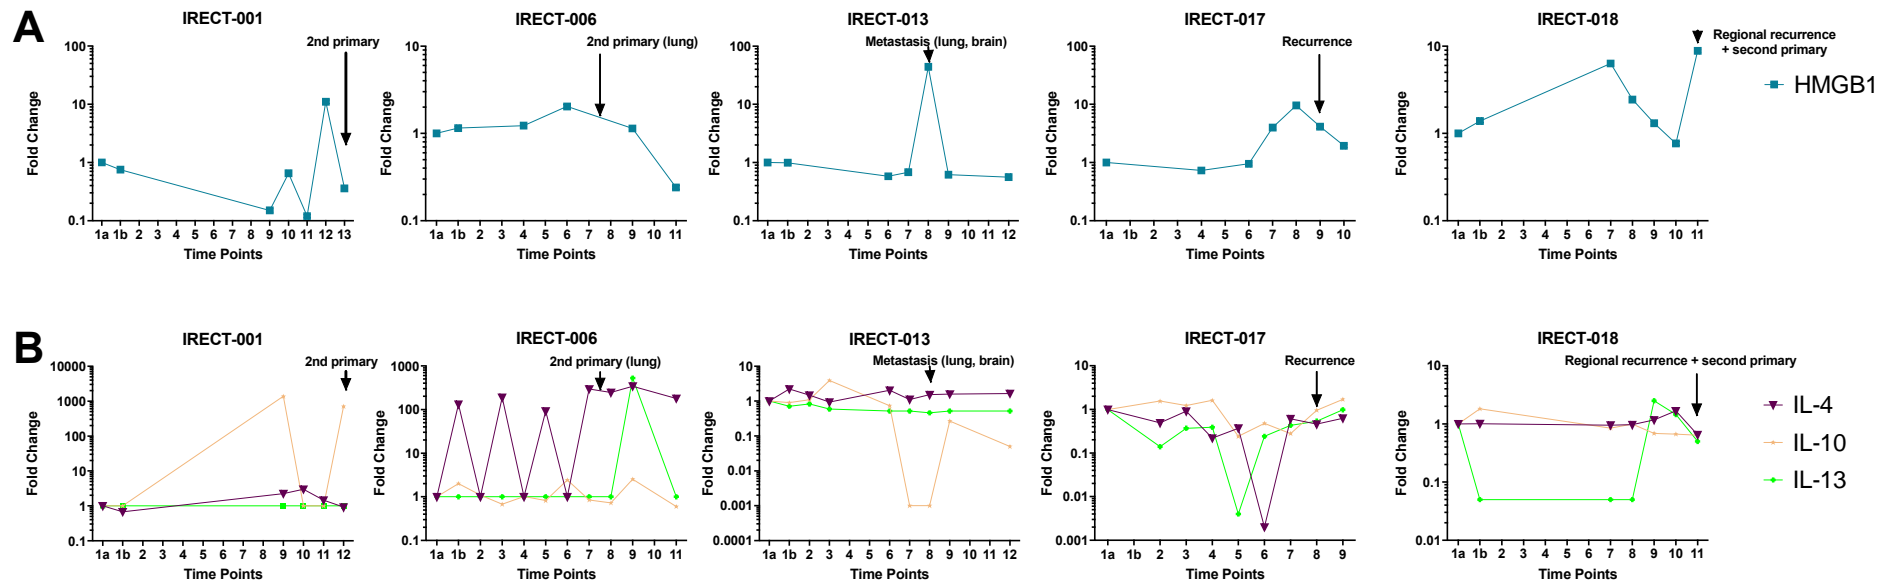 A
IRECT-001
2nd primary
Fold Change
100
10
1
0.1
1a 1b 2 3 4 5 6 7 8 9 10 11 12 13
Time Points
IRECT-006
2nd primary (lung)
Fold Change
10
1
0.1
1a 1b 2 3 4 5 6 7 8 9 10 11
Time Points
IRECT-013
Metastasis (lung, brain)
Fold Change
100
10
1
0.1
1a 1b 2 3 4 5 6 7 8 9 10 11 12
Time Points
IRECT-017
Recurrence
Fold Change
100
10
1
0.1
1a 1b 2 3 4 5 6 7 8 9 10
Time Points
IRECT-018
Regional recurrence
+ second primary
Fold Change
10
1
0.1
1a 1b 2 3 4 5 6 7 8 9 10 11
Time Points
HMGB1
B
IRECT-001
2nd primary
Fold Change
10000
1000
100
10
1
0.1
1a 1b 2 3 4 5 6 7 8 9 10 11 12
Time Points
IRECT-006
2nd primary (lung)
Fold Change
1000
100
10
1
0.1
1a 1b 2 3 4 5 6 7 8 9 10 11
Time Points
IRECT-013
Metastasis (lung, brain)
Fold Change
10
1
0.1
0.01
0.001
0.0001
1a 1b 2 3 4 5 6 7 8 9 10 11 12
Time Points
IRECT-017
Recurrence
Fold Change
10
1
0.1
0.01
0.001
1a 1b 2 3 4 5 6 7 8 9
Time Points
IRECT-018
Regional recurrence + second primary
Fold Change
10
1
0.1
0.01
1a 1b 2 3 4 5 6 7 8 9 10 11
Time Points
IL-4
IL-10
IL-13